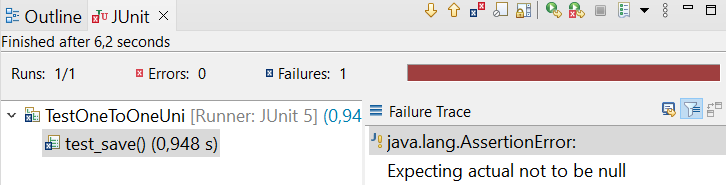 Outline JUnit
Finished after 6,2 seconds
Runs: 1/1 Errors: 0 Failures: 1
TestOneToOneUni [Runner: JUnit 5] (0,94
test_save() (0,948 s)
Failure Trace
java.lang.AssertionError:
Expecting actual not to be null